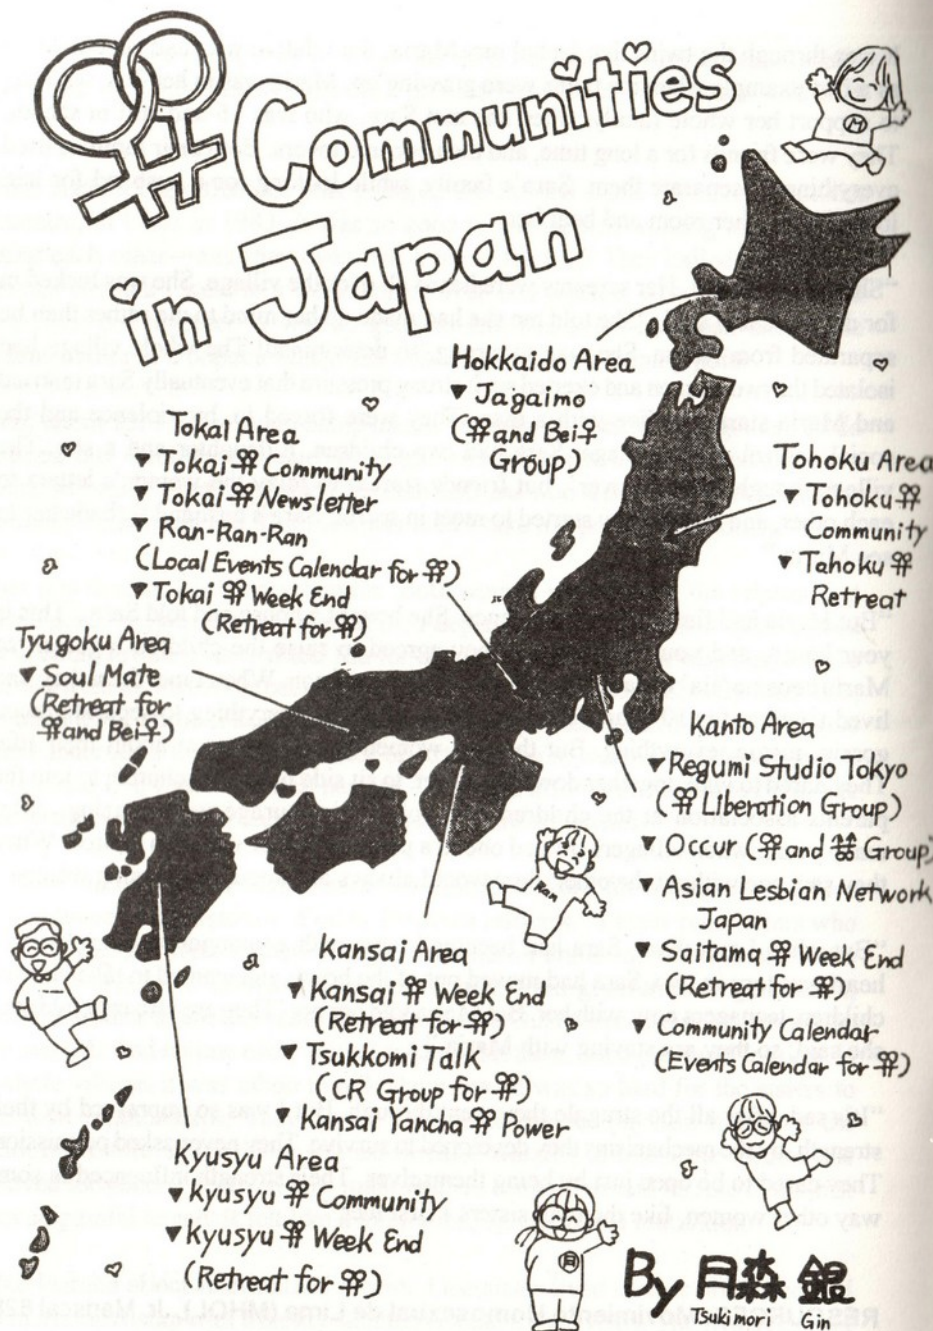 ⚢ Communities
in Japan
Hokkaido Area
▼ Jagaimo
(⚢ and Bei-♀
Group)
Tohoku Area
▼ Tohoku ⚢
Community
▼ Tahoku ⚢
Retreat
Tokai Area
▼ Tokai ⚢ Community
▼ Tokai ⚢ Newsletter
▼ Ran-Ran-Ran
(Local Events Calendar for ⚢)
▼ Tokai ⚢ Week End
(Retreat for ⚢)
Tyugoku Area
▼ Soul Mate
(Retreat for
⚢ and Bei-♀)
Kanto Area
▼ Regumi Studio Tokyo
(⚢ Liberation Group)
▼ Occur (⚢ and ⚣ Group)
▼ Asian Lesbian Network
Japan
▼ Saitama ⚢ Week End
(Retreat for ⚢)
▼ Community Calendar
(Events Calendar for ⚢)
Kansai Area
▼ Kansai ⚢ Week End
(Retreat for ⚢)
▼ Tsukkomi Talk
(CR Group for ⚢)
▼ Kansai Yancha ⚢ Power
Kyusyu Area
▼ Kyusyu ⚢ Community
▼ Kyusyu ⚢ Week End
(Retreat for ⚢)
月
By 月森 銀
Tsukimori Gin